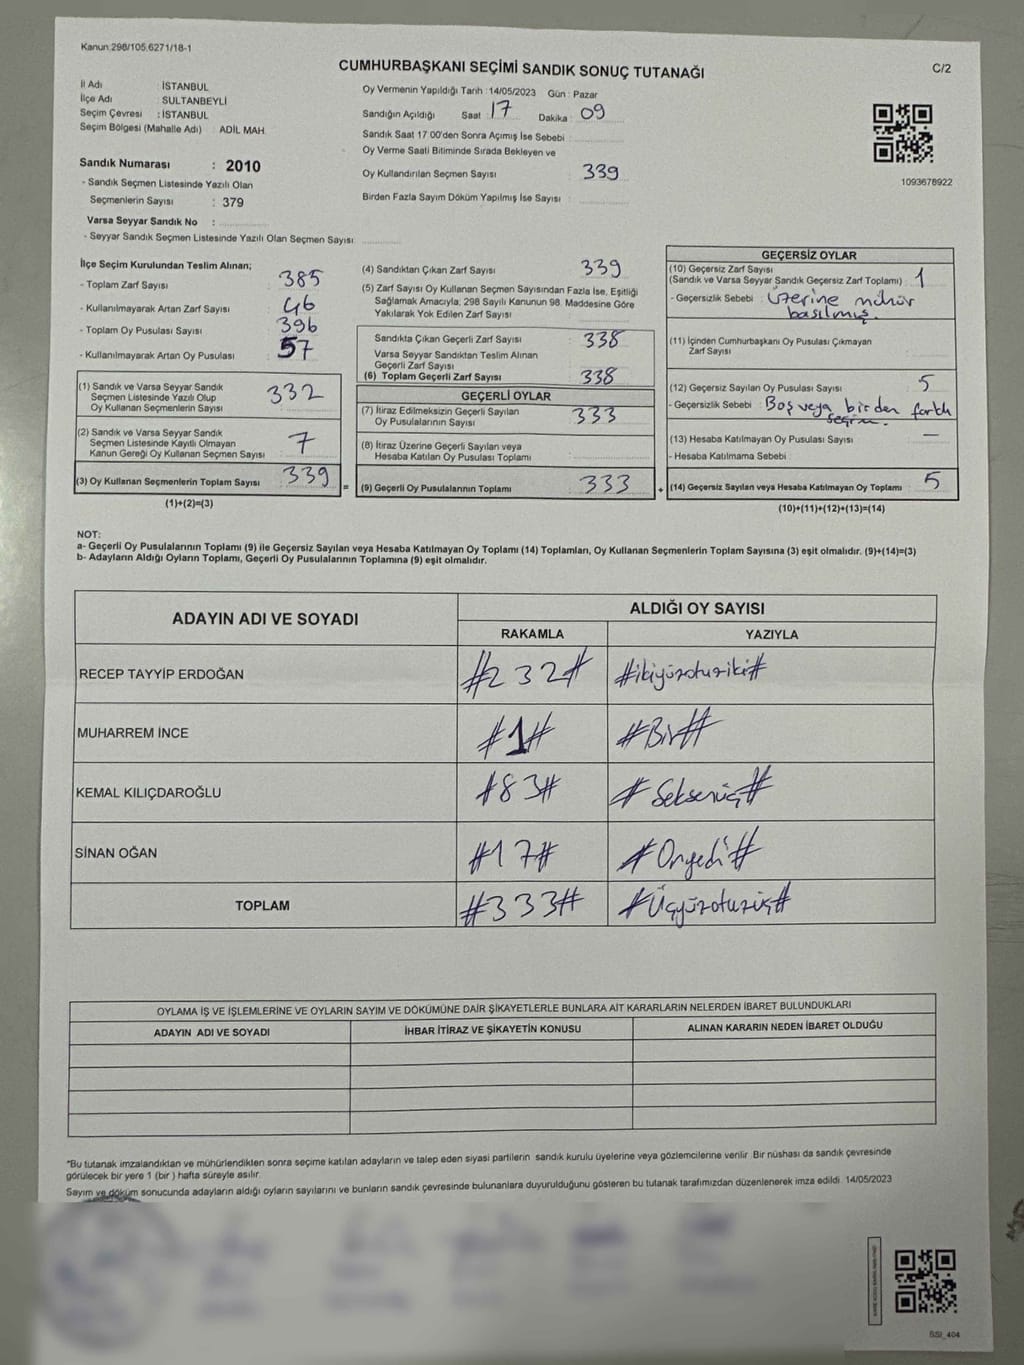 Kanun:298/105,6271/18-1
CUMHURBAŞKANI SEÇİMİ SANDIK SONUÇ TUTANAĞI
C/2
İl Adı : İSTANBUL
İlçe Adı : SULTANBEYLİ
Seçim Çevresi : İSTANBUL
Seçim Bölgesi (Mahalle Adı) : ADİL MAH.
Sandık Numarası : 2010
- Sandık Seçmen Listesinde Yazılı Olan
Seçmenlerin Sayısı : 379
Varsa Seyyar Sandık No :
- Seyyar Sandık Seçmen Listesinde Yazılı Olan Seçmen Sayısı:
Oy Vermenin Yapıldığı Tarih : 14/05/2023 Gün : Pazar
Sandığın Açıldığı Saat : 17 Dakika : 09
Sandık Saat 17:00'den Sonra Açımış İse Sebebi :
Oy Verme Saati Bitiminde Sırada Bekleyen ve
Oy Kullandırılan Seçmen Sayısı 339
Birden Fazla Sayım Döküm Yapılmış İse Sayısı :
1093678922
İlçe Seçim Kurulundan Teslim Alınan;
- Toplam Zarf Sayısı : 385
- Kullanılmayarak Artan Zarf Sayısı : 46
- Toplam Oy Pusulası Sayısı : 396
- Kullanılmayarak Artan Oy Pusulası : 57
(1) Sandık ve Varsa Seyyar Sandık
Seçmen Listesinde Yazılı Olup
Oy Kullanan Seçmenlerin Sayısı : 332
(2) Sandık ve Varsa Seyyar Sandık
Seçmen Listesinde Kayıtlı Olmayan
Kanun Gereği Oy Kullanan Seçmen Sayısı : 7
(3) Oy Kullanan Seçmenlerin Toplam Sayısı : 339
(1)+(2)=(3)
=
(4) Sandıktan Çıkan Zarf Sayısı : 339
(5) Zarf Sayısı Oy Kullanan Seçmen Sayısından Fazla İse, Eşitliği
Sağlamak Amacıyla; 298 Sayılı Kanunun 98. Maddesine Göre
Yakılarak Yok Edilen Zarf Sayısı :
Sandıkta Çıkan Geçerli Zarf Sayısı : 338
Varsa Seyyar Sandıktan Teslim Alınan
Geçerli Zarf Sayısı :
(6) Toplam Geçerli Zarf Sayısı : 338
GEÇERLİ OYLAR
(7) İtiraz Edilmeksizin Geçerli Sayılan
Oy Pusulalarının Sayısı : 333
(8) İtiraz Üzerine Geçerli Sayılan veya
Hesaba Katılan Oy Pusulası Toplamı :
(9) Geçerli Oy Pusulalarının Toplamı : 333
+
GEÇERSİZ OYLAR
(10) Geçersiz Zarf Sayısı
(Sandık ve Varsa Seyyar Sandık Geçersiz Zarf Toplamı) : 1
- Geçersizlik Sebebi : üzerine mühür
basılmış.
(11) İçinden Cumhurbaşkanı Oy Pusulası Çıkmayan
Zarf Sayısı :
(12) Geçersiz Sayılan Oy Pusulası Sayısı : 5
- Geçersizlik Sebebi : Boş veya birden farklı
seçim.
(13) Hesaba Katılmayan Oy Pusulası Sayısı : —
- Hesaba Katılmama Sebebi :
(14) Geçersiz Sayılan veya Hesaba Katılmayan Oy Toplamı : 5
(10)+(11)+(12)+(13)=(14)
NOT:
a- Geçerli Oy Pusulalarının Toplamı (9) ile Geçersiz Sayılan veya Hesaba Katılmayan Oy Toplamı (14) Toplamları, Oy Kullanan Seçmenlerin Toplam Sayısına (3) eşit olmalıdır. (9)+(14)=(3)
b- Adayların Aldığı Oyların Toplamı, Geçerli Oy Pusulalarının Toplamına (9) eşit olmalıdır.
ADAYIN ADI VE SOYADI
ALDIĞI OY SAYISI
RAKAMLA YAZIYLA
RECEP TAYYİP ERDOĞAN #232# #ikiyüzotuziki#
MUHARREM İNCE #1# #Bir#
KEMAL KILIÇDAROĞLU #83# #Seksenüç#
SİNAN OĞAN #17# #Onyedi#
TOPLAM #333# #Üçyüzotuzüç#
OYLAMA İŞ VE İŞLEMLERİNE VE OYLARIN SAYIM VE DÖKÜMÜNE DAİR ŞİKAYETLERLE BUNLARA AİT KARARLARIN NELERDEN İBARET BULUNDUKLARI
ADAYIN ADI VE SOYADI İHBAR İTİRAZ VE ŞİKAYETİN KONUSU ALINAN KARARIN NEDEN İBARET OLDUĞU
*Bu tutanak imzalandıktan ve mühürlendikten sonra seçime katılan adayların ve talep eden siyasi partilerin sandık kurulu üyelerine veya gözlemcilerine verilir. Bir nüshası da sandık çevresinde
görülecek bir yere 1 (bir) hafta süreyle asılır.
Sayım ve döküm sonucunda adayların aldığı oyların sayılarını ve bunların sandık çevresinde bulunanlara duyurulduğunu gösteren bu tutanak tarafımızdan düzenlenerek imza edildi. 14/05/2023
SSI_404